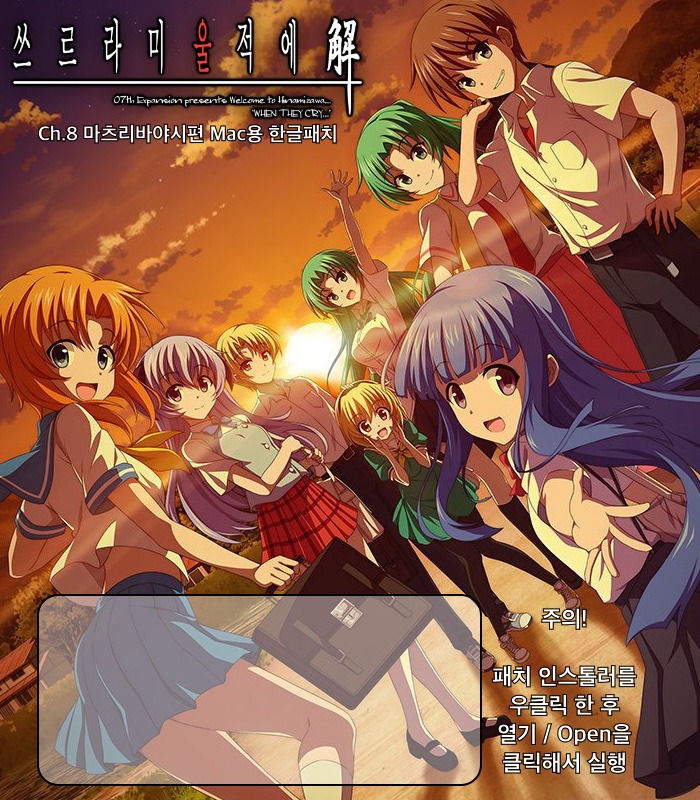 쓰르라미 울 적에 解
07th Expansion presents Welcome to Hinamizawa...
"WHEN THEY CRY..."
Ch.8 마츠리바야시편 Mac용 한글패치
주의!
패치 인스톨러를
우클릭 한 후
열기 / Open을
클릭해서 실행